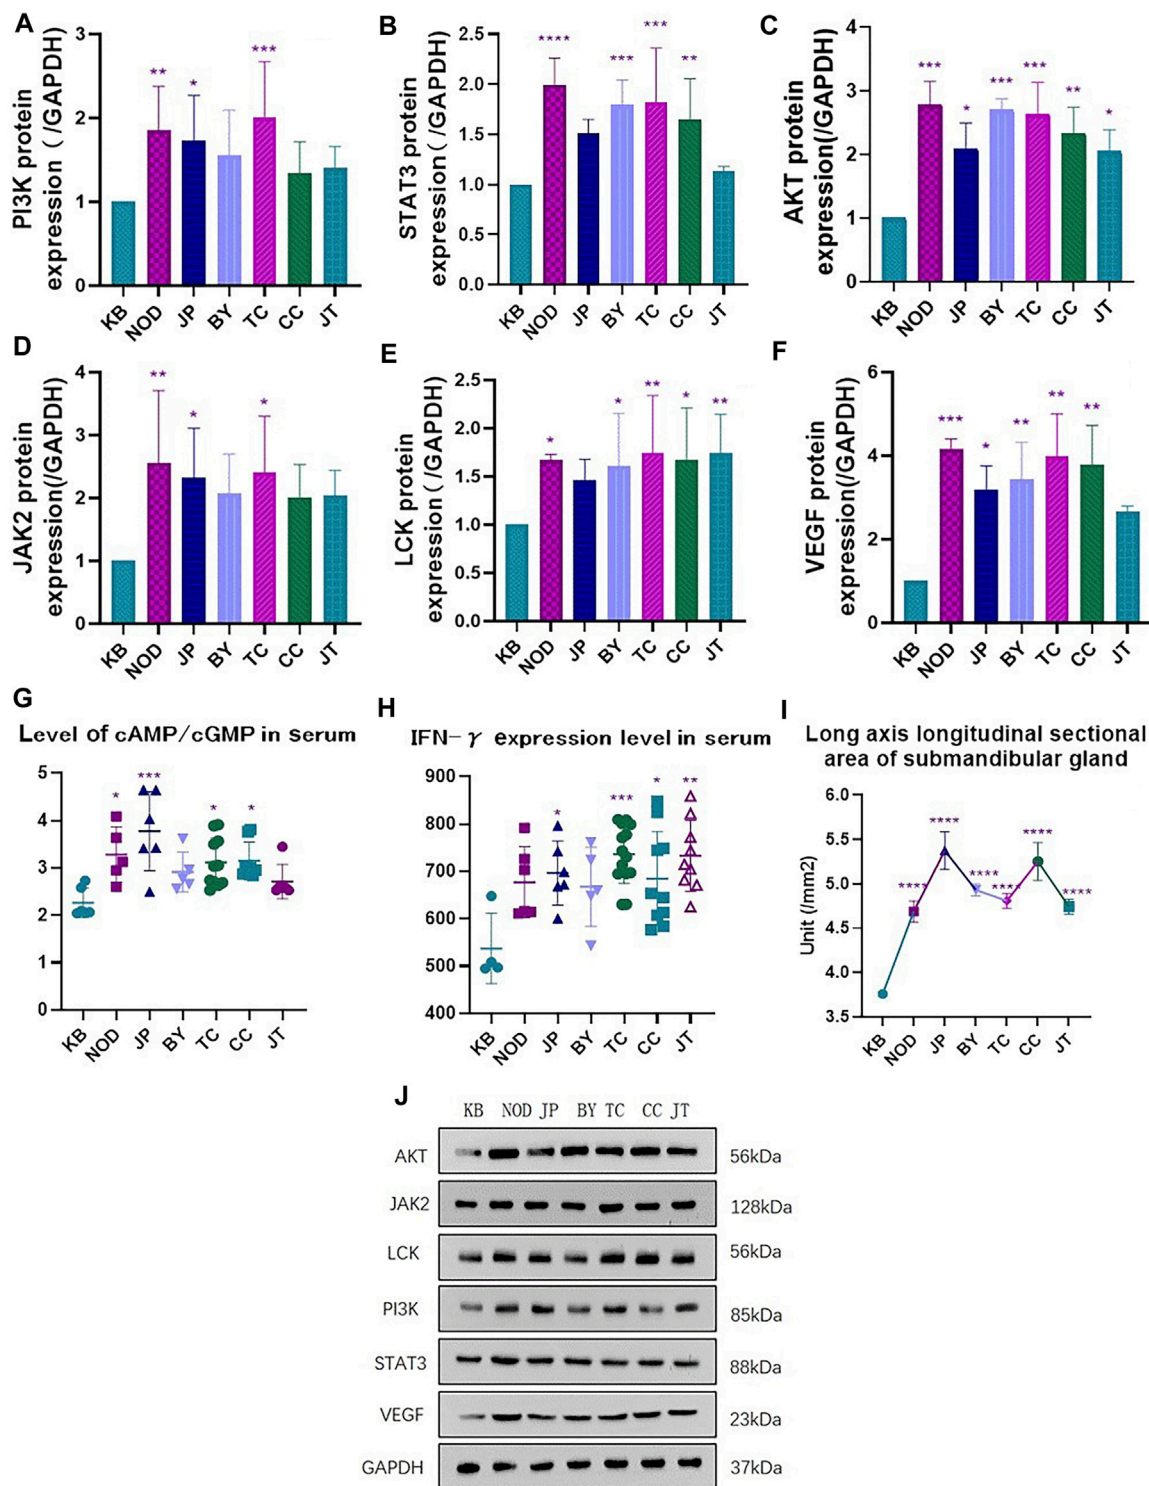 A
PI3K protein
expression ( /GAPDH)
3
2
1
0
** * ***
KB NOD JP BY TC CC JT
B
STAT3 protein
expression ( /GAPDH)
2.5
2.0
1.5
1.0
0.5
0.0
**** *** *** **
KB NOD JP BY TC CC JT
C
AKT protein
expression(/GAPDH)
4
3
2
1
0
*** * *** *** ** *
KB NOD JP BY TC CC JT
D
JAK2 protein
expression(/GAPDH)
4
3
2
1
0
** * *
KB NOD JP BY TC CC JT
E
LCK protein
expression ( /GAPDH)
2.5
2.0
1.5
1.0
0.5
0.0
* * ** * **
KB NOD JP BY TC CC JT
F
VEGF protein
expression(/GAPDH)
6
4
2
0
*** * ** ** **
KB NOD JP BY TC CC JT
G
Level of cAMP/cGMP in serum
5
4
3
2
1
0
* *** * *
KB NOD JP BY TC CC JT
H
IFN-γ expression level in serum
900
800
700
600
500
400
* *** * **
KB NOD JP BY TC CC JT
I
Long axis longitudinal sectional
area of submandibular gland
Unit (/mm2)
6.0
5.5
5.0
4.5
4.0
3.5
**** **** **** **** **** ****
KB NOD JP BY TC CC JT
J
KB NOD JP BY TC CC JT
AKT 56kDa
JAK2 128kDa
LCK 56kDa
PI3K 85kDa
STAT3 88kDa
VEGF 23kDa
GAPDH 37kDa